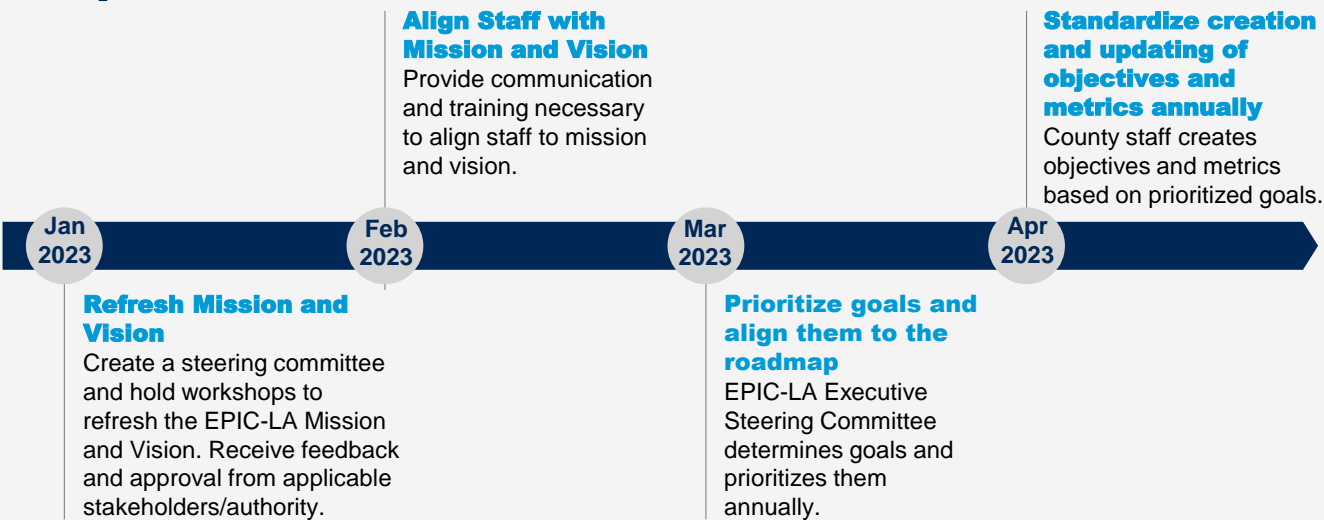 Align Staff with
Mission and Vision
Provide communication
and training necessary
to align staff to mission
and vision.
Standardize creation
and updating of
objectives and
metrics annually
County staff creates
objectives and metrics
based on prioritized goals.
Jan
2023
Feb
2023
Mar
2023
Apr
2023
Refresh Mission and
Vision
Create a steering committee
and hold workshops to
refresh the EPIC-LA Mission
and Vision. Receive feedback
and approval from applicable
stakeholders/authority.
Prioritize goals and
align them to the
roadmap
EPIC-LA Executive
Steering Committee
determines goals and
prioritizes them
annually.